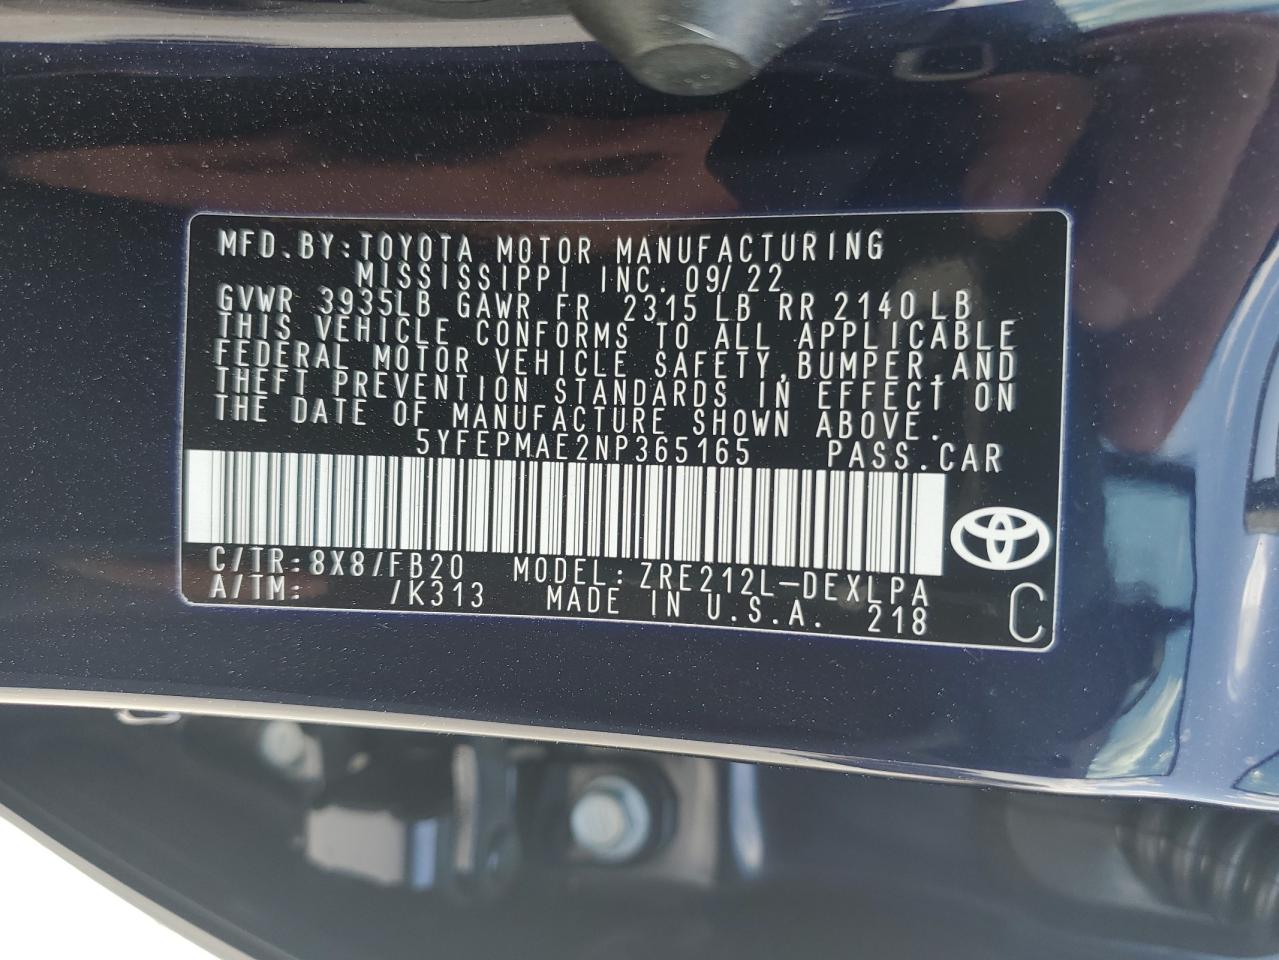 MFD.BY:TOYOTA MOTOR MANUFACTURING
MISSISSIPPI INC. 09/22
GVWR 3935LB GAWR FR 2315 LB RR 2140 LB
THIS VEHICLE CONFORMS TO ALL APPLICABLE
FEDERAL MOTOR VEHICLE SAFETY,BUMPER,AND
THEFT PREVENTION STANDARDS IN EFFECT ON
THE DATE OF MANUFACTURE SHOWN ABOVE.
5YFEPMAE2NP365165 PASS.CAR
C/TR:8X8/FB20 MODEL:ZRE212L-DEXLPA
A/TM: /K313 MADE IN U.S.A. 218
C